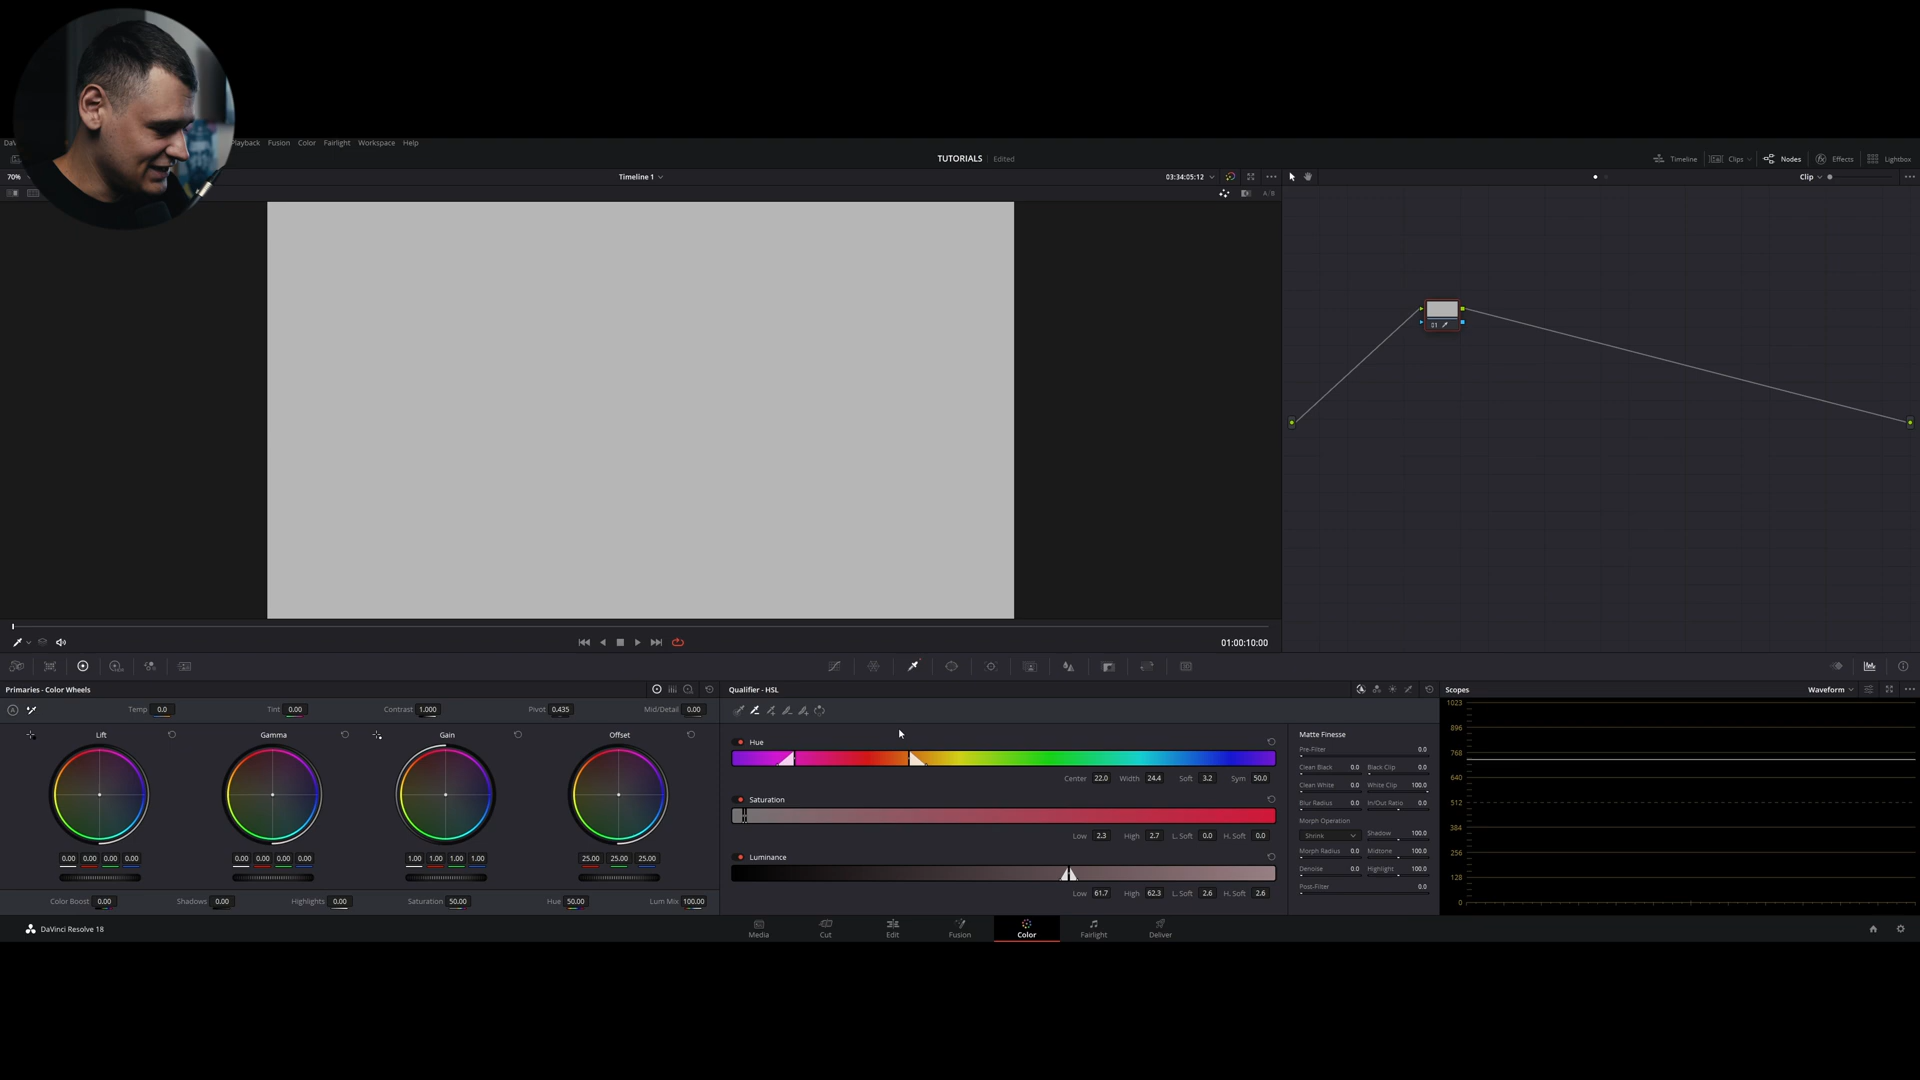 DaV Playback Fusion Color Fairlight Workspace Help
TUTORIALS Edited
Timeline Clips Nodes Effects Lightbox
70% Timeline 1 03:34:05:12 Clip
A/B
01
01:00:10:00
Primaries - Color Wheels
Temp 0.0 Tint 0.00 Contrast 1.000 Pivot 0.435 Mid/Detail 0.00
Lift Gamma Gain Offset
0.00 0.00 0.00 0.00 0.00 0.00 0.00 0.00 1.00 1.00 1.00 1.00 25.00 25.00 25.00
Color Boost 0.00 Shadows 0.00 Highlights 0.00 Saturation 50.00 Hue 50.00 Lum Mix 100.00
Qualifier - HSL
Hue
Center 22.0 Width 24.4 Soft 3.2 Sym 50.0
Saturation
Low 2.3 High 2.7 L. Soft 0.0 H. Soft 0.0
Luminance
Low 61.7 High 62.3 L. Soft 2.6 H. Soft 2.6
Matte Finesse
Pre-Filter 0.0
Clean Black 0.0 Black Clip 0.0
Clean White 0.0 White Clip 100.0
Blur Radius 0.0 In/Out Ratio 0.0
Morph Operation
Shrink Shadow 100.0
Morph Radius 0.0 Midtone 100.0
Denoise 0.0 Highlight 100.0
Post-Filter 0.0
Scopes Waveform
1023
896
768
640
512
384
256
128
0
DaVinci Resolve 18
Media Cut Edit Fusion Color Fairlight Deliver